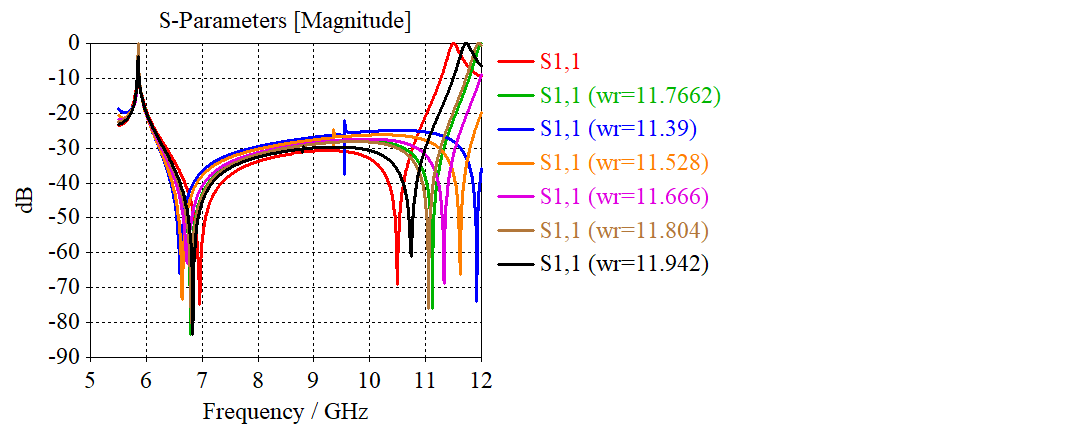 S-Parameters [Magnitude]
0
-10
-20
-30
-40
-50
-60
-70
-80
-90
dB
5 6 7 8 9 10 11 12
Frequency / GHz
S1,1
S1,1 (wr=11.7662)
S1,1 (wr=11.39)
S1,1 (wr=11.528)
S1,1 (wr=11.666)
S1,1 (wr=11.804)
S1,1 (wr=11.942)